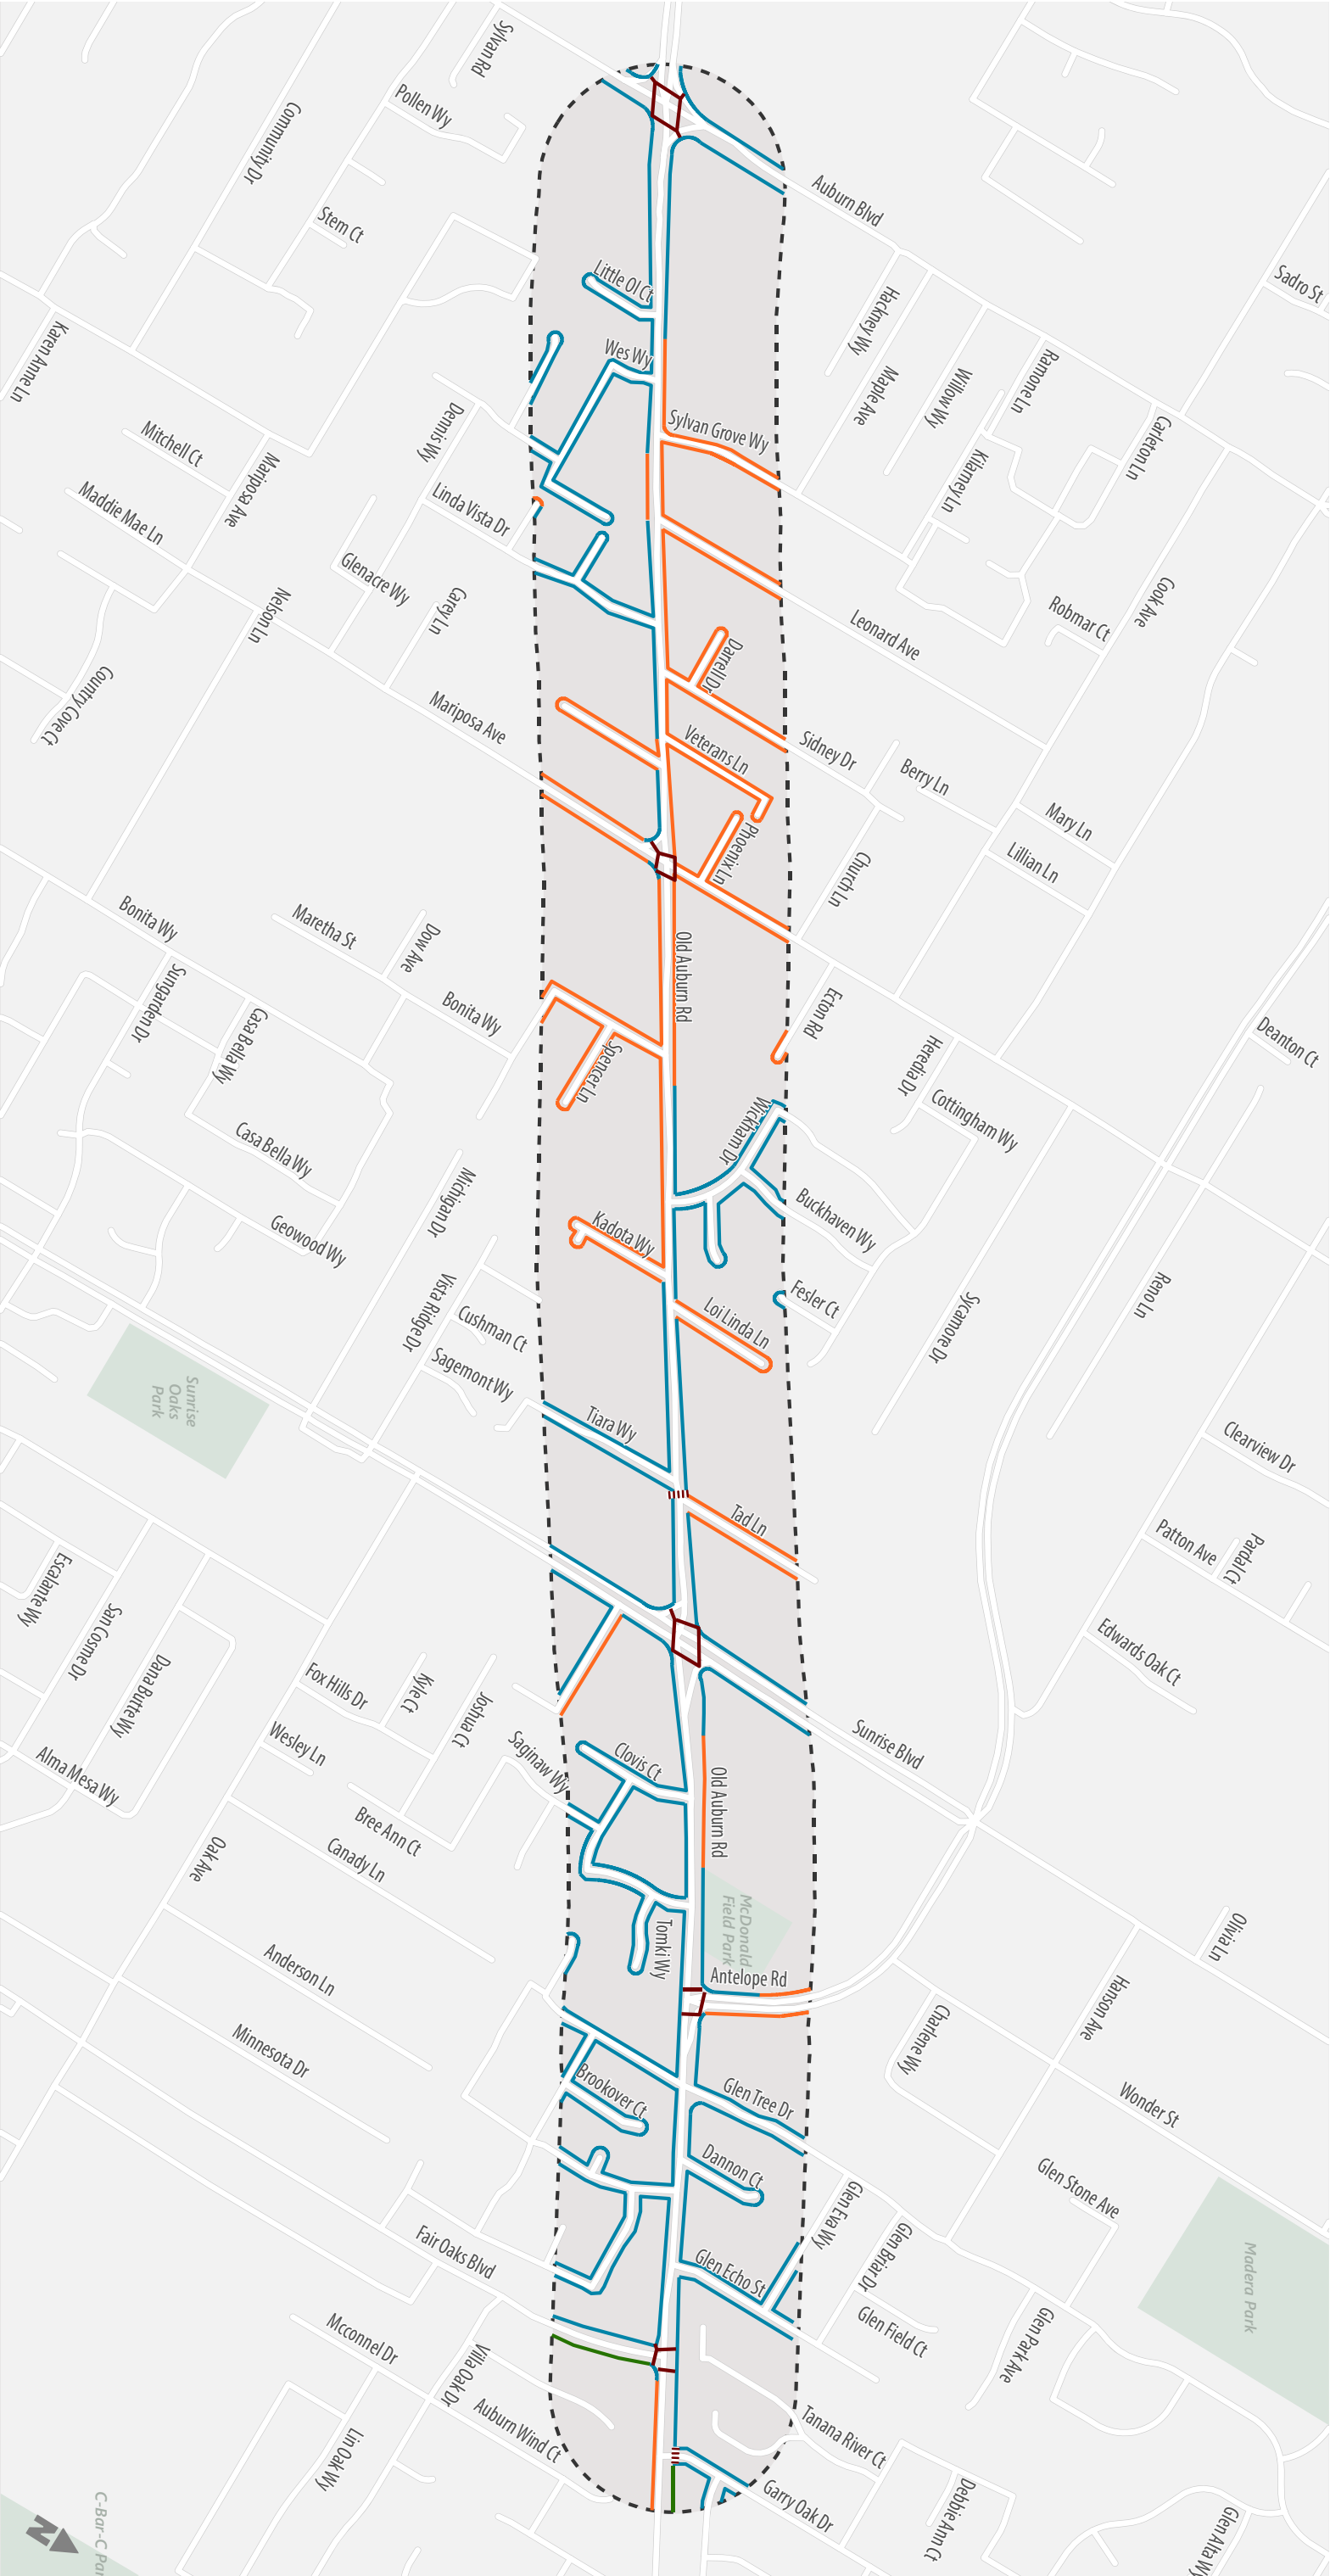 Sylvan Rd
Pollen Wy
Community Dr
Stem Ct
Auburn Blvd
Little Ol Ct
Sadro St
Hackney Wy
Karen Anne Ln
Wes Wy
Ramone Ln
Maple Ave
Willow Wy
Dennis Wy
Sylvan Grove Wy
Carleton Ln
Mitchell Ct
Mariposa Ave
Kilarney Ln
Maddie Mae Ln
Linda Vista Dr
Glenacre Wy
Carey Ln
Nelson Ln
Cook Ave
Robmar Ct
Leonard Ave
Darrell Dr
Country Cove Ct
Mariposa Ave
Veterans Ln
Sidney Dr
Berry Ln
Mary Ln
Phoenix Ln
Lillian Ln
Church Ln
Bonita Wy
Maretha St
Dow Ave
Old Auburn Rd
Sungarden Dr
Bonita Wy
Casa Bella Wy
Ecton Rd
Deanton Ct
Spencer Ln
Heredia Dr
Cottingham Wy
Wickham Dr
Casa Bella Wy
Michigan Dr
Buckhaven Wy
Geowood Wy
Kadota Wy
Vista Ridge Dr
Fesler Ct
Reno Ln
Cushman Ct
Loi Linda Ln
Sycamore Dr
Sagemont Wy
Sunrise
Oaks
Park
Tiara Wy
Clearview Dr
Tad Ln
Patton Ave
Pardal Ct
Escalante Wy
San Cosme Dr
Dana Butte Wy
Edwards Oak Ct
Fox Hills Dr
Kyle Ct
Joshua Ct
Wesley Ln
Saginaw Wy
Clovis Ct
Sunrise Blvd
Alma Mesa Wy
Old Auburn Rd
Bree Ann Ct
Oak Ave
Canady Ln
McDonald
Field Park
Tomki Wy
Olivia Ln
Anderson Ln
Antelope Rd
Hanson Ave
Charlene Wy
Minnesota Dr
Brookover Ct
Glen Tree Dr
Wonder St
Dannon Ct
Glen Stone Ave
Glen Eva Wy
Fair Oaks Blvd
Glen Briar Dr
Glen Echo St
Madera Park
Mcconnel Dr
Glen Field Ct
Glen Park Ave
Villa Oak Dr
Auburn Wind Ct
Tanana River Ct
Lin Oak Wy
Garry Oak Dr
Debbie Ann Ct
Glen Alta Wy
C-Bar-C Par
N